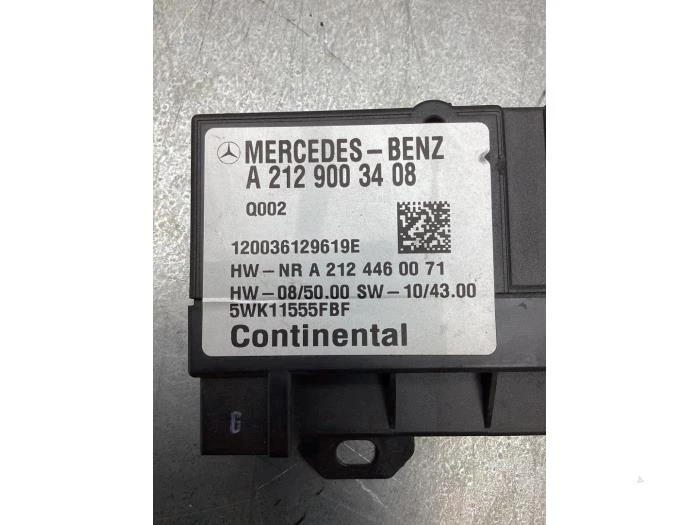 MERCEDES-BENZ
A 212 900 34 08
Q002
120036129619E
HW-NR A 212 446 00 71
HW-08/50.00 SW-10/43.00
5WK11555FBF
Continental